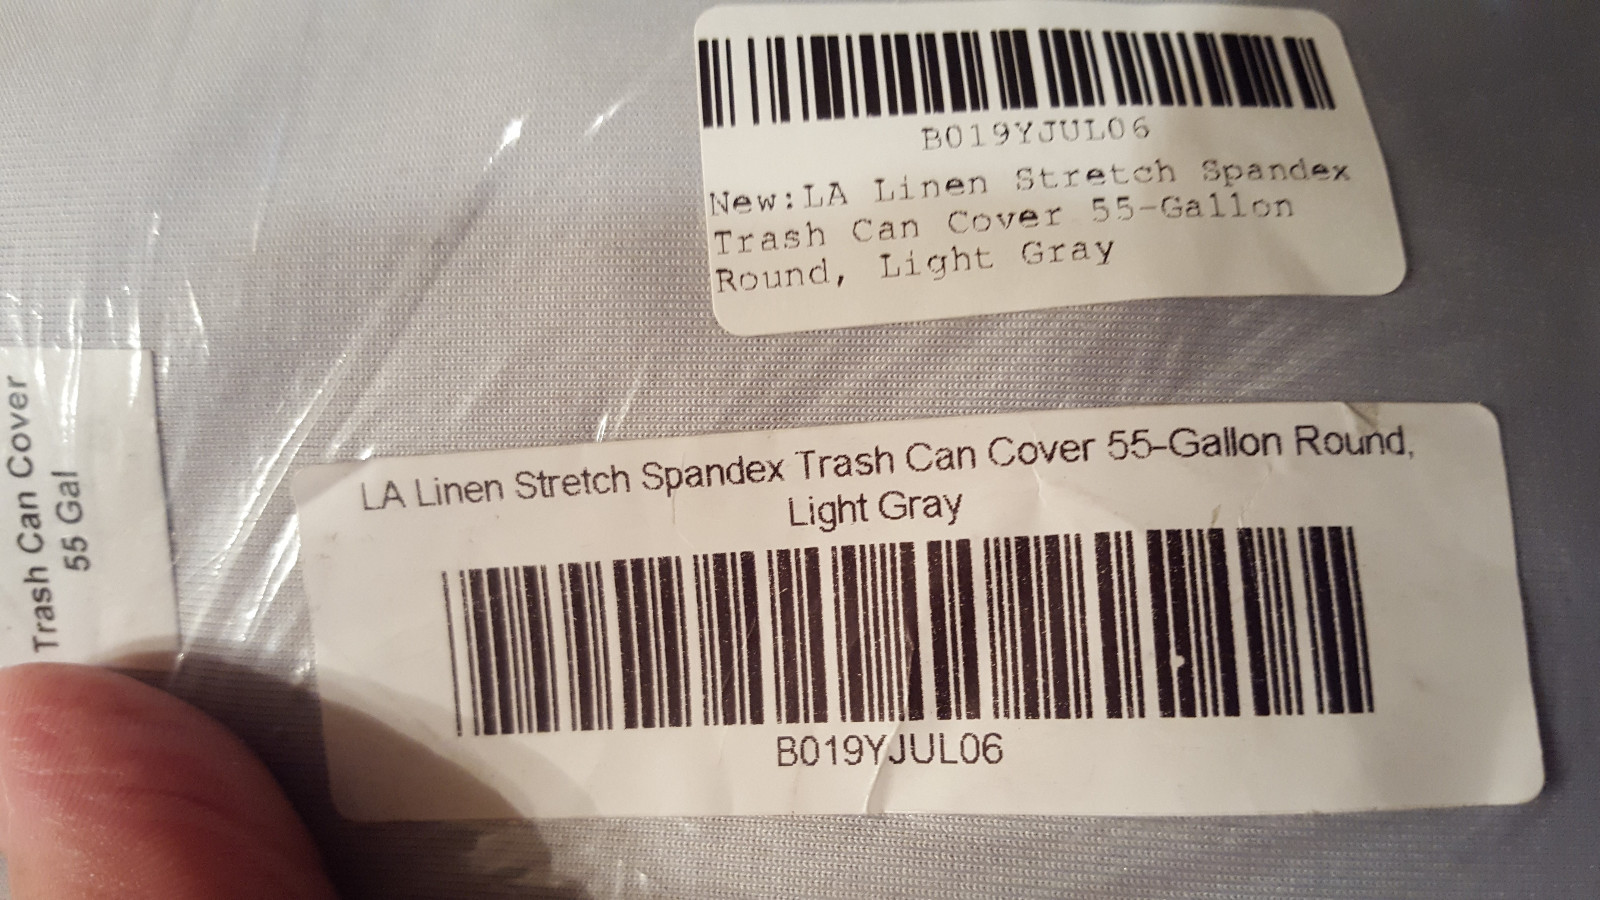 B019YJUL06
New:LA Linen Stretch Spandex
Trash Can Cover 55-Gallon
Round, Light Gray
Trash Can Cover
55 Gal
LA Linen Stretch Spandex Trash Can Cover 55-Gallon Round,
Light Gray
B019YJUL06